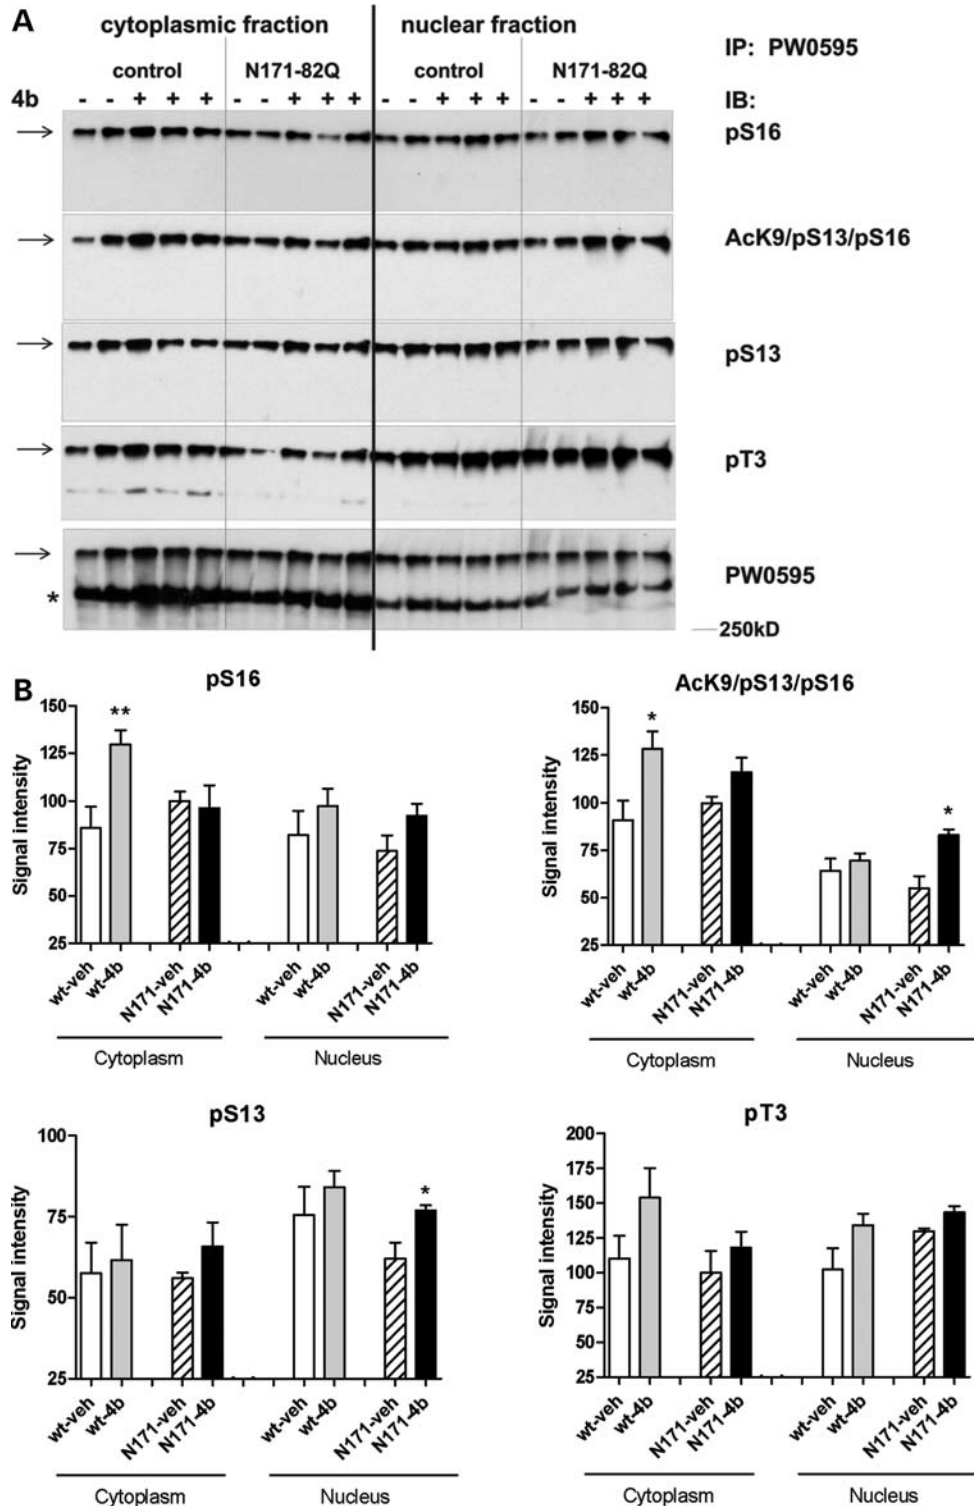 A
cytoplasmic fraction nuclear fraction
IP: PW0595
control N171-82Q control N171-82Q
4b - - + + + - - + + + - - + + + - - + + + IB:
pS16
AcK9/pS13/pS16
pS13
pT3
PW0595
*
250kD
B
pS16
Signal intensity
150
125
100
75
50
25
**
wt-veh wt-4b N171-veh N171-4b wt-veh wt-4b N171-veh N171-4b
Cytoplasm Nucleus
AcK9/pS13/pS16
Signal intensity
150
125
100
75
50
25
* *
wt-veh wt-4b N171-veh N171-4b wt-veh wt-4b N171-veh N171-4b
Cytoplasm Nucleus
pS13
Signal intensity
100
75
50
25
*
wt-veh wt-4b N171-veh N171-4b wt-veh wt-4b N171-veh N171-4b
Cytoplasm Nucleus
pT3
Signal intensity
200
175
150
125
100
75
50
25
wt-veh wt-4b N171-veh N171-4b wt-veh wt-4b N171-veh N171-4b
Cytoplasm Nucleus